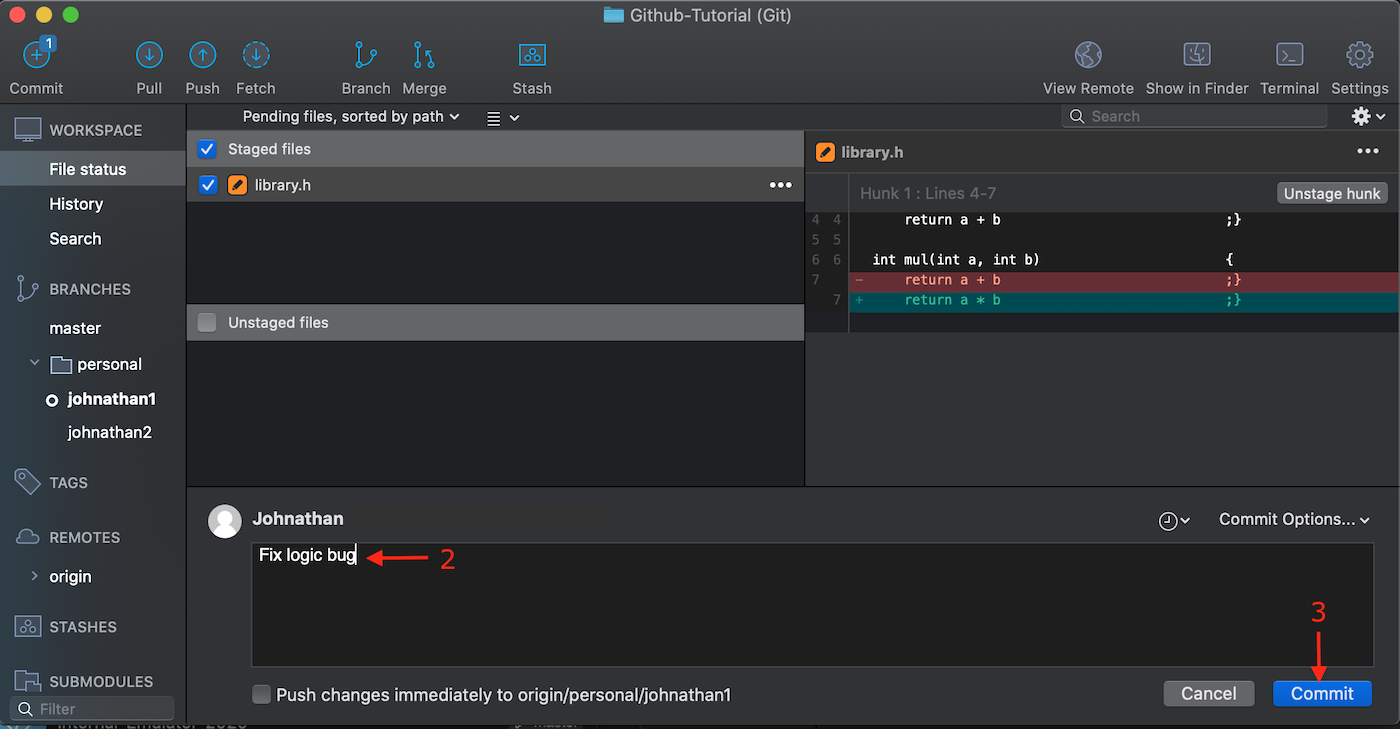 Github-Tutorial (Git)
1
Commit Pull Push Fetch Branch Merge Stash View Remote Show in Finder Terminal Settings
WORKSPACE
File status
History
Search
BRANCHES
master
personal
johnathan1
johnathan2
TAGS
REMOTES
origin
STASHES
SUBMODULES
Filter
Pending files, sorted by path
Search
Staged files
library.h
Unstaged files
library.h
Hunk 1 : Lines 4-7
Unstage hunk
4 4 return a + b ;}
5 5
6 6 int mul(int a, int b) {
7 - return a + b ;}
7 + return a * b ;}
Johnathan
Commit Options...
Fix logic bug
2
3
Push changes immediately to origin/personal/johnathan1
Cancel
Commit